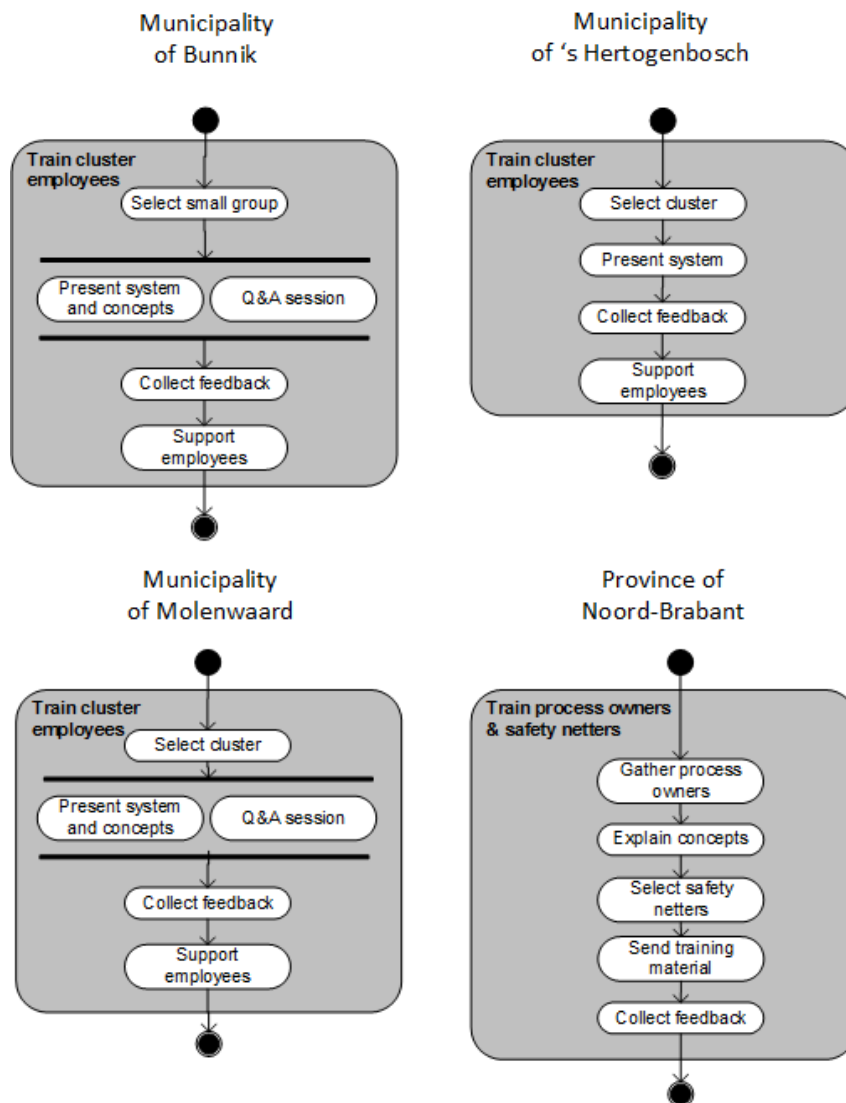 Municipality
of Bunnik
Train cluster
employees
Select small group
Present system
and concepts
Q&A session
Collect feedback
Support
employees
Municipality
of ‘s Hertogenbosch
Train cluster
employees
Select cluster
Present system
Collect feedback
Support
employees
Municipality
of Molenwaard
Train cluster
employees
Select cluster
Present system
and concepts
Q&A session
Collect feedback
Support
employees
Province of
Noord-Brabant
Train process owners
& safety netters
Gather process
owners
Explain concepts
Select safety
netters
Send training
material
Collect feedback